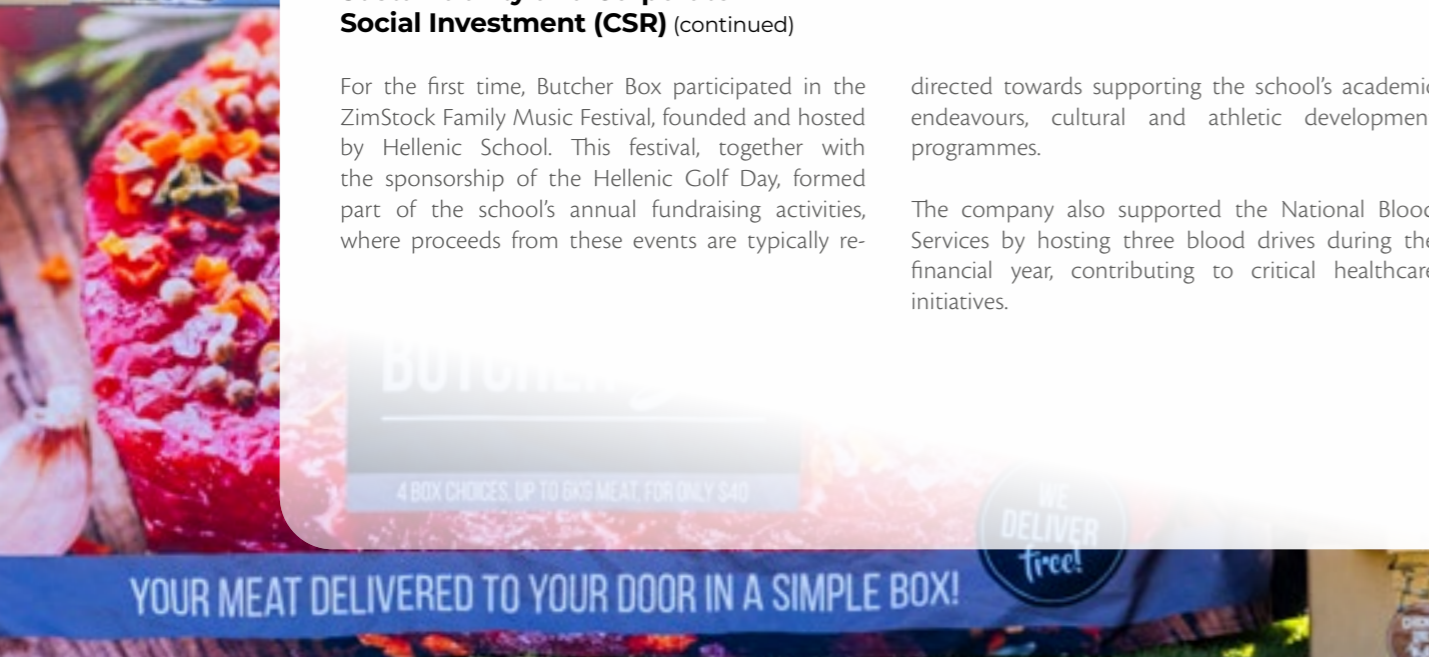 Social Investment (CSR) (continued)
For the first time, Butcher Box participated in the
ZimStock Family Music Festival, founded and hosted
by Hellenic School. This festival, together with
the sponsorship of the Hellenic Golf Day, formed
part of the school's annual fundraising activities,
where proceeds from these events are typically re-
directed towards supporting the school's academic
endeavours, cultural and athletic development
programmes.
The company also supported the National Blood
Services by hosting three blood drives during the
financial year, contributing to critical healthcare
initiatives.
4 BOX CHOICES, UP TO 6KG MEAT, FOR ONLY $40
WE
DELIVER
free!
YOUR MEAT DELIVERED TO YOUR DOOR IN A SIMPLE BOX!